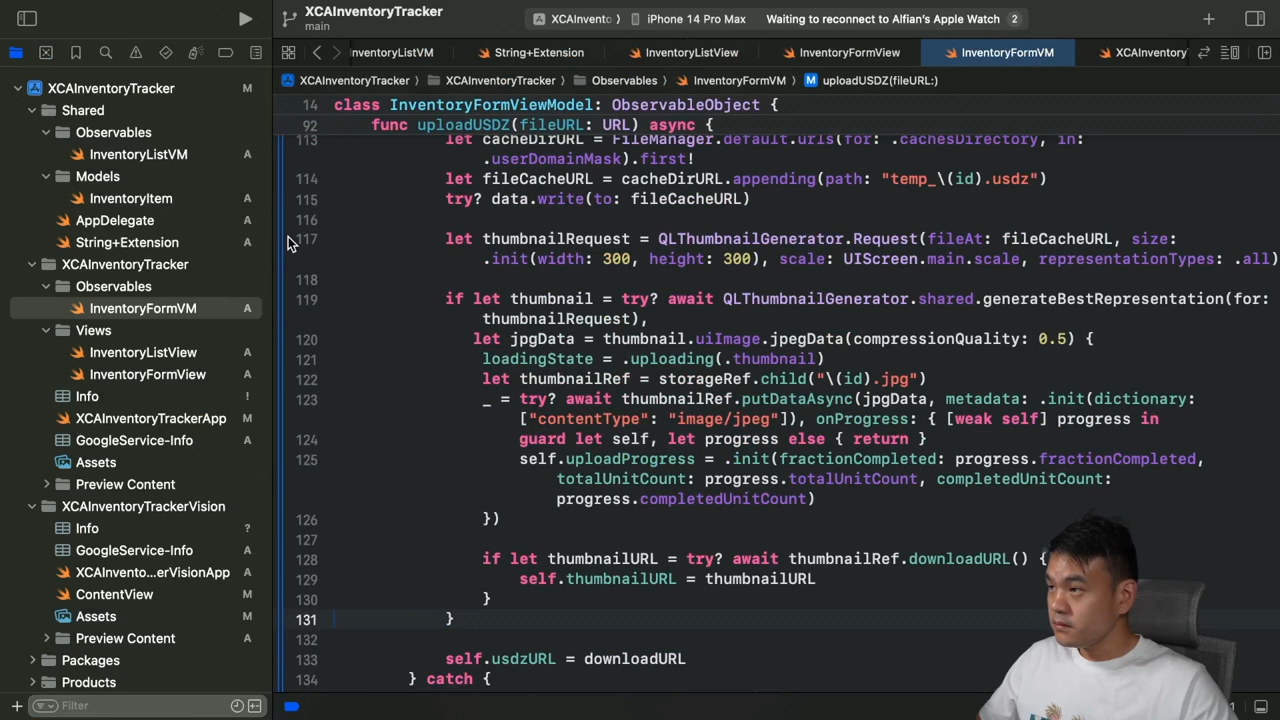 XCAInventoryTracker
main
XCAInvento
iPhone 14 Pro Max
Waiting to reconnect to Alfian's Apple Watch
2
nventoryListVM
String+Extension
InventoryListView
InventoryFormView
InventoryFormVM
XCAInventory
XCAInventoryTracker
XCAInventoryTracker
Observables
InventoryFormVM
M
uploadUSDZ(fileURL:)
XCAInventoryTracker M
Shared
Observables
InventoryListVM A
Models
InventoryItem A
AppDelegate A
String+Extension A
XCAInventoryTracker
Observables
InventoryFormVM A
Views
InventoryListView A
InventoryFormView A
Info !
XCAInventoryTrackerApp M
GoogleService-Info A
Assets
Preview Content
XCAInventoryTrackerVision
Info ?
GoogleService-Info A
XCAInvento...erVisionApp M
ContentView M
Assets M
Preview Content A
Packages
Products
Filter
14 class InventoryFormViewModel: ObservableObject {
92 func uploadUSDZ(fileURL: URL) async {
113 let cacheDirURL = FileManager.default.urls(for: .cachesDirectory, in:
.userDomainMask).first!
114 let fileCacheURL = cacheDirURL.appending(path: "temp_\(id).usdz")
115 try? data.write(to: fileCacheURL)
116
117 let thumbnailRequest = QLThumbnailGenerator.Request(fileAt: fileCacheURL, size:
.init(width: 300, height: 300), scale: UIScreen.main.scale, representationTypes: .all)
118
119 if let thumbnail = try? await QLThumbnailGenerator.shared.generateBestRepresentation(for:
thumbnailRequest),
120 let jpgData = thumbnail.uiImage.jpegData(compressionQuality: 0.5) {
121 loadingState = .uploading(.thumbnail)
122 let thumbnailRef = storageRef.child("\(id).jpg")
123 _ = try? await thumbnailRef.putDataAsync(jpgData, metadata: .init(dictionary:
["contentType": "image/jpeg"]), onProgress: { [weak self] progress in
124 guard let self, let progress else { return }
125 self.uploadProgress = .init(fractionCompleted: progress.fractionCompleted,
totalUnitCount: progress.totalUnitCount, completedUnitCount:
progress.completedUnitCount)
126 })
127
128 if let thumbnailURL = try? await thumbnailRef.downloadURL() {
129 self.thumbnailURL = thumbnailURL
130 }
131 }
132
133 self.usdzURL = downloadURL
134 } catch {